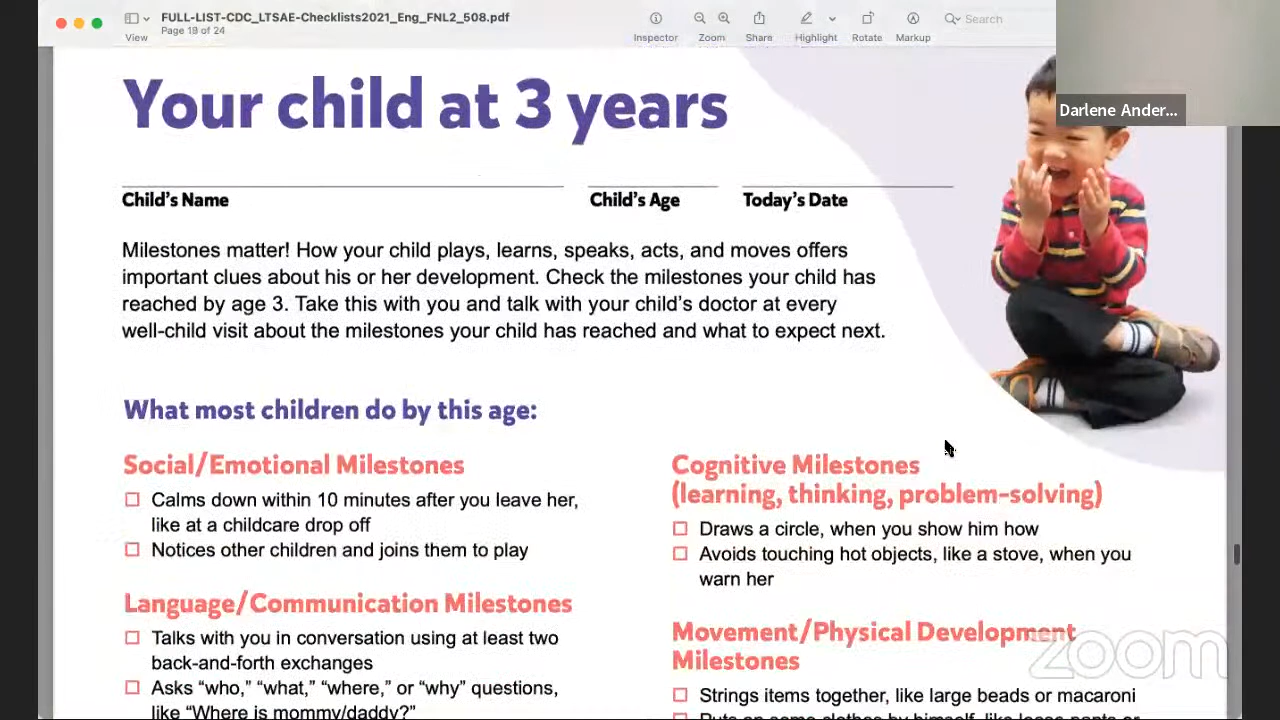 FULL-LIST-CDC_LTSAE-Checklists2021_Eng_FNL2_508.pdf
Page 19 of 24
View
Inspector
Zoom
Share
Highlight
Rotate
Markup
Search
Darlene Ander...
Your child at 3 years
Child's Name
Child's Age
Today's Date
Milestones matter! How your child plays, learns, speaks, acts, and moves offers
important clues about his or her development. Check the milestones your child has
reached by age 3. Take this with you and talk with your child's doctor at every
well-child visit about the milestones your child has reached and what to expect next.
What most children do by this age:
Social/Emotional Milestones
Calms down within 10 minutes after you leave her,
like at a childcare drop off
Notices other children and joins them to play
Language/Communication Milestones
Talks with you in conversation using at least two
back-and-forth exchanges
Asks “who,” “what,” “where,” or “why” questions,
like “Where is mommy/daddy?”
Cognitive Milestones
(learning, thinking, problem-solving)
Draws a circle, when you show him how
Avoids touching hot objects, like a stove, when you
warn her
Movement/Physical Development
Milestones
Strings items together, like large beads or macaroni
zoom